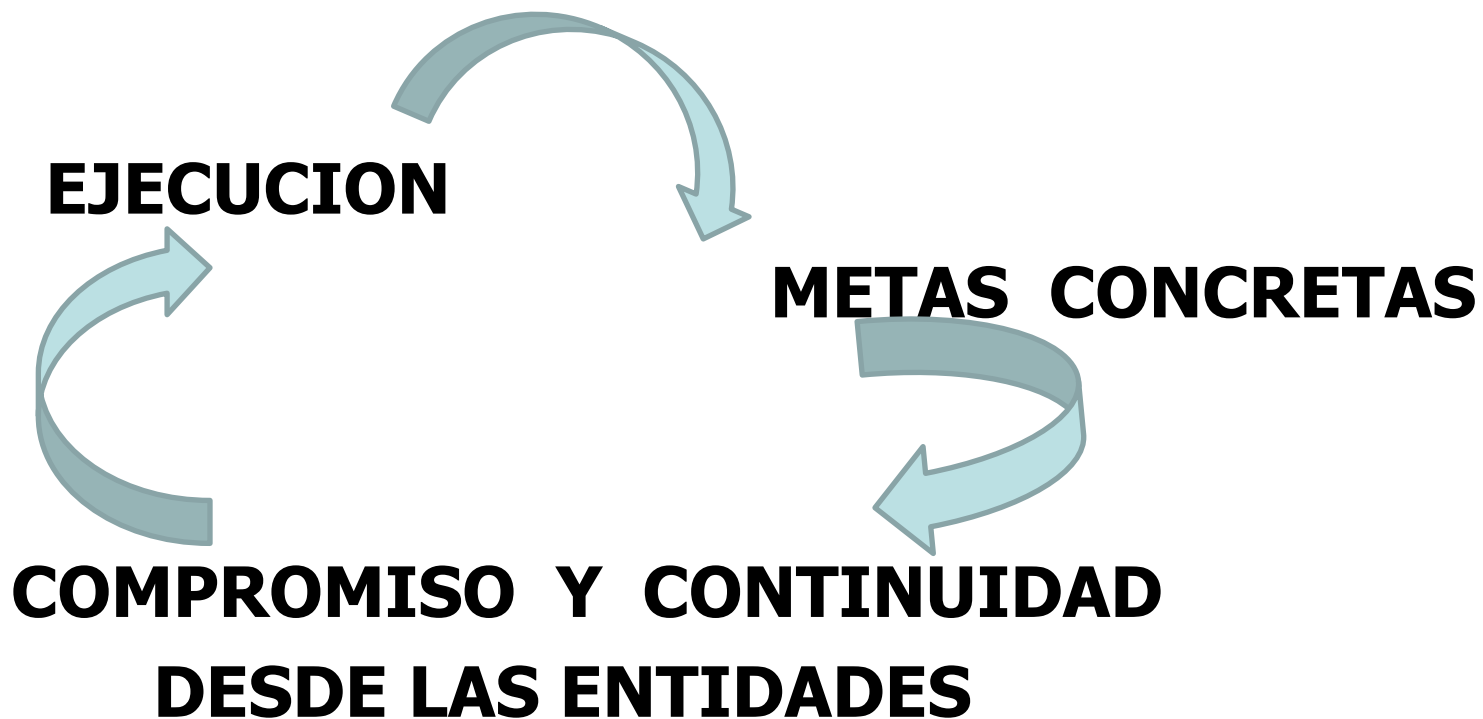 EJECUCION
METAS CONCRETAS
COMPROMISO Y CONTINUIDAD
DESDE LAS ENTIDADES